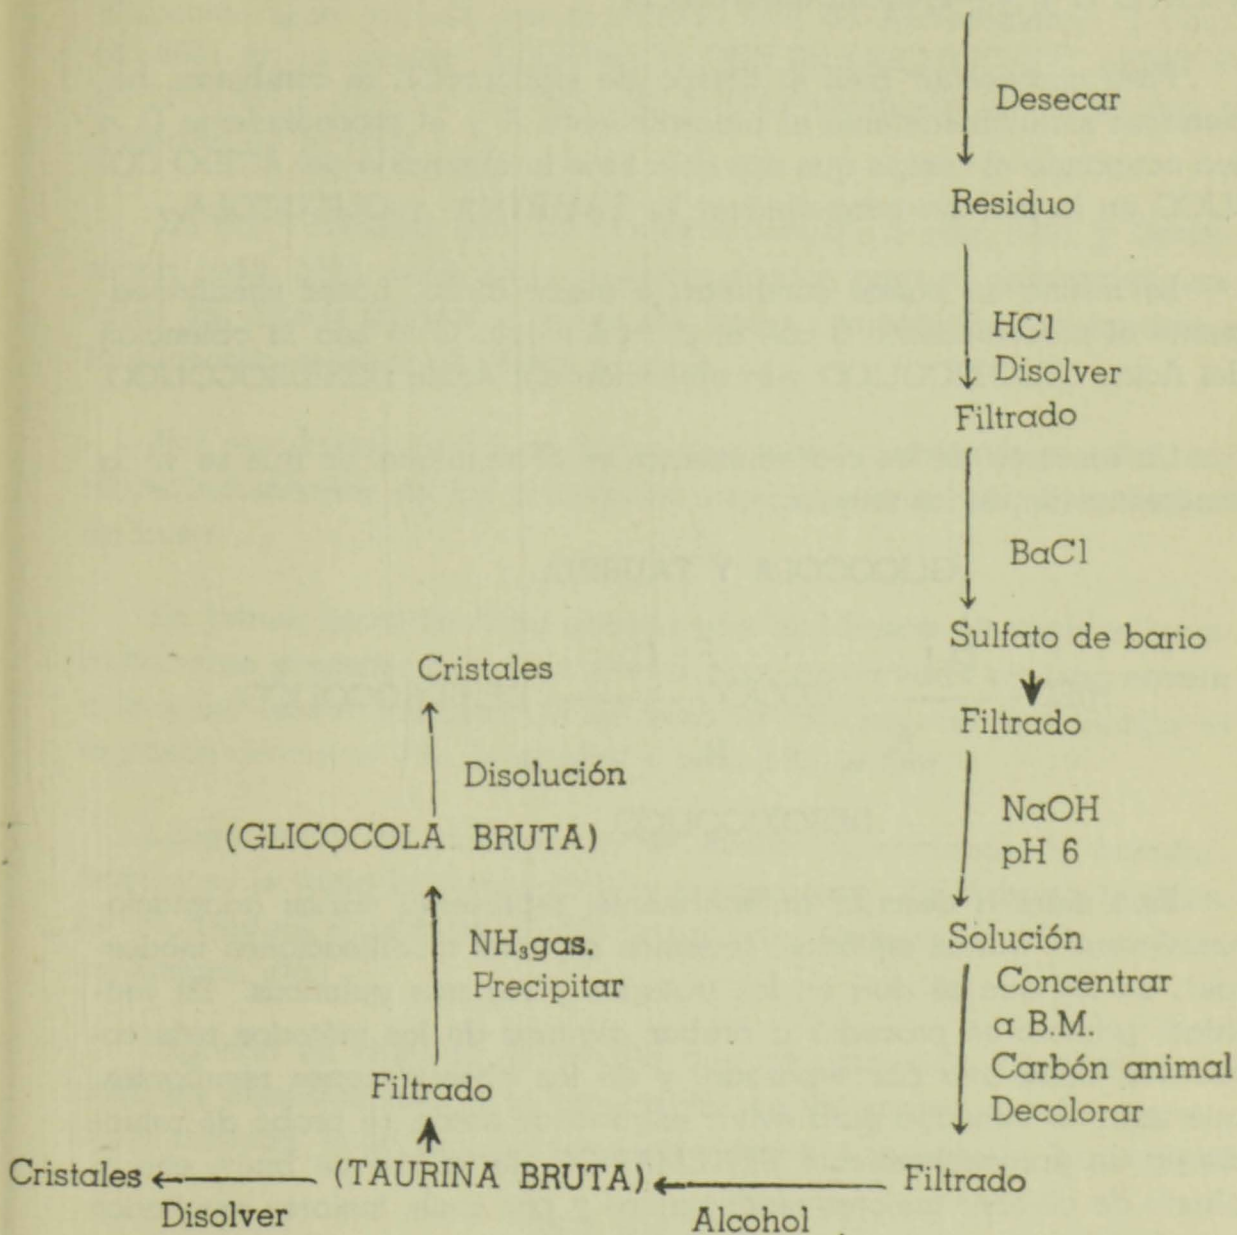 Desecar
Residuo
HCl
Disolver
Filtrado
BaCl
Sulfato de bario
Filtrado
NaOH
pH 6
Solución
Concentrar
a B.M.
Carbón animal
Decolorar
Filtrado
Alcohol
(TAURINA BRUTA)
Disolver
Cristales
Filtrado
NH₃gas.
Precipitar
(GLICOCOLA BRUTA)
Disolución
Cristales